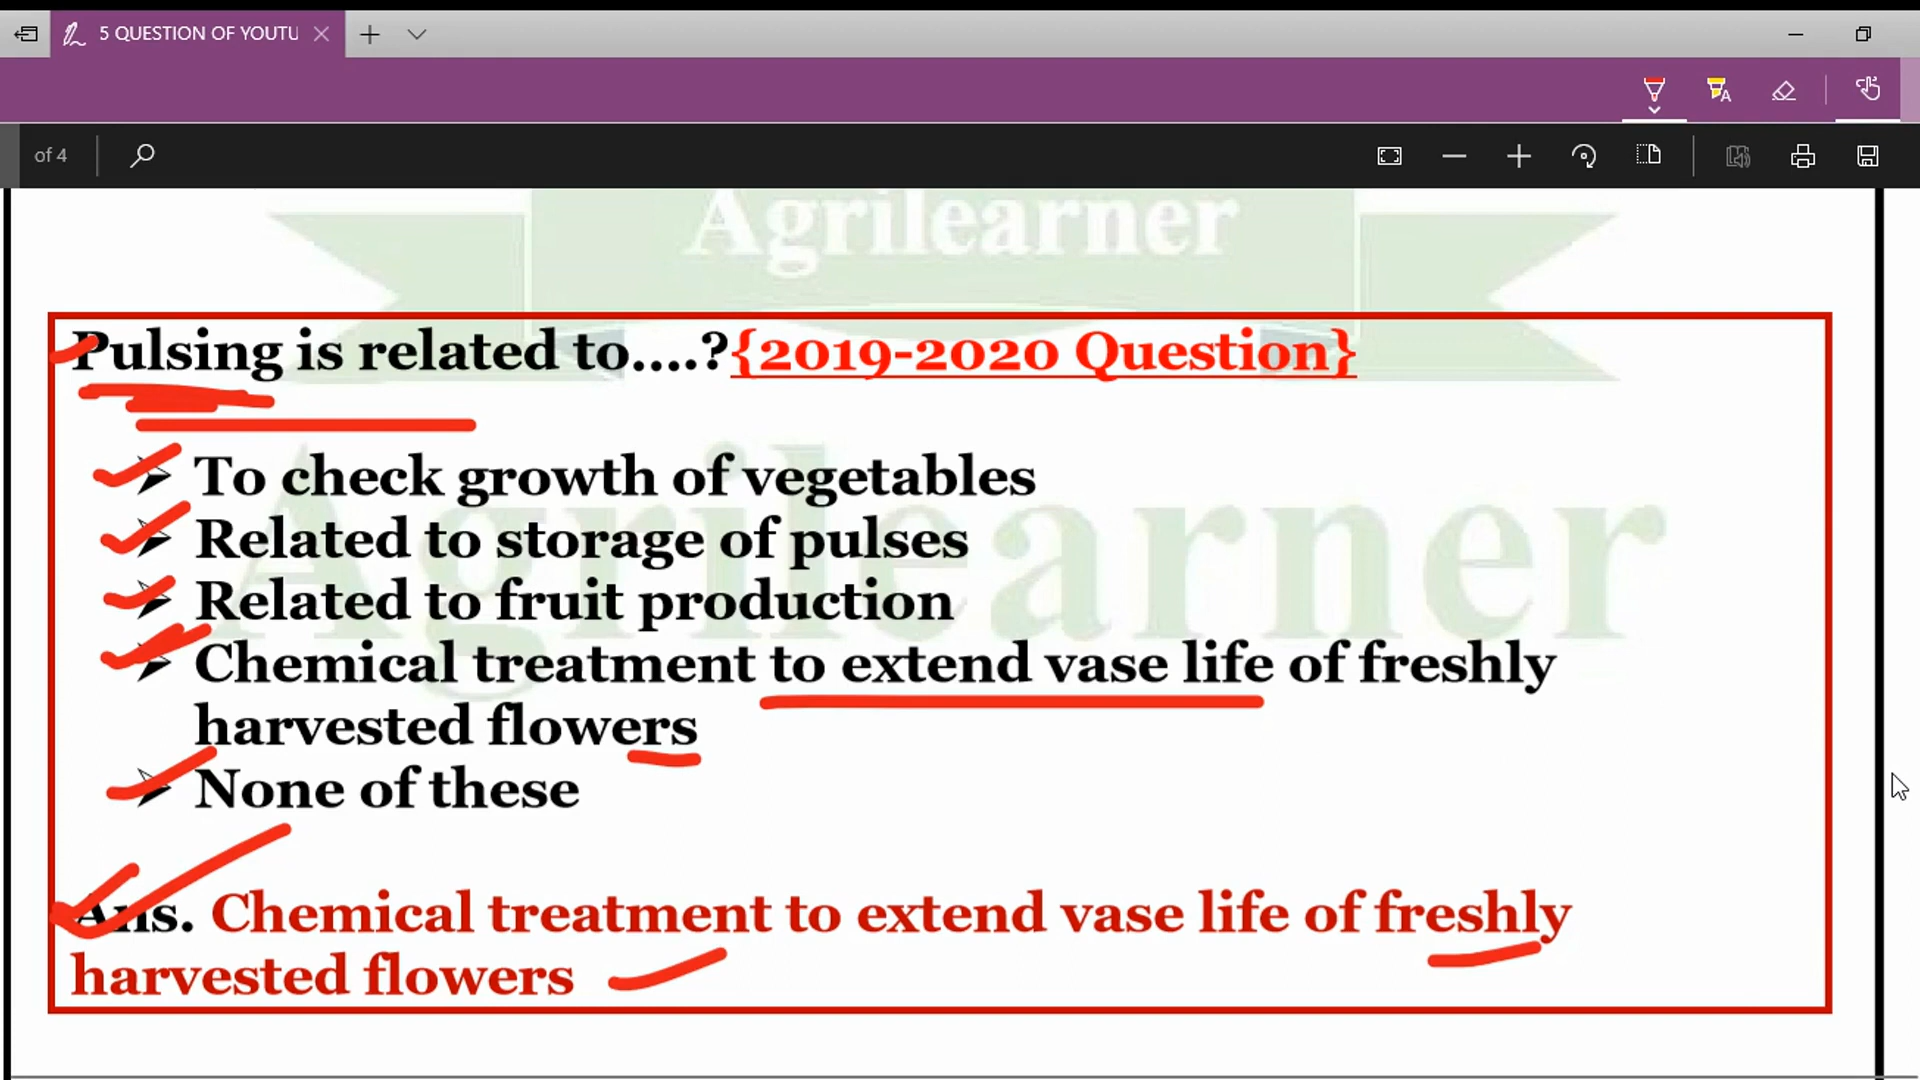 5 QUESTION OF YOUTU
of 4
Agrilearner
Pulsing is related to....?{2019-2020 Question}
Agrilearner
To check growth of vegetables
Related to storage of pulses
Related to fruit production
Chemical treatment to extend vase life of freshly
harvested flowers
None of these
Ans. Chemical treatment to extend vase life of freshly
harvested flowers